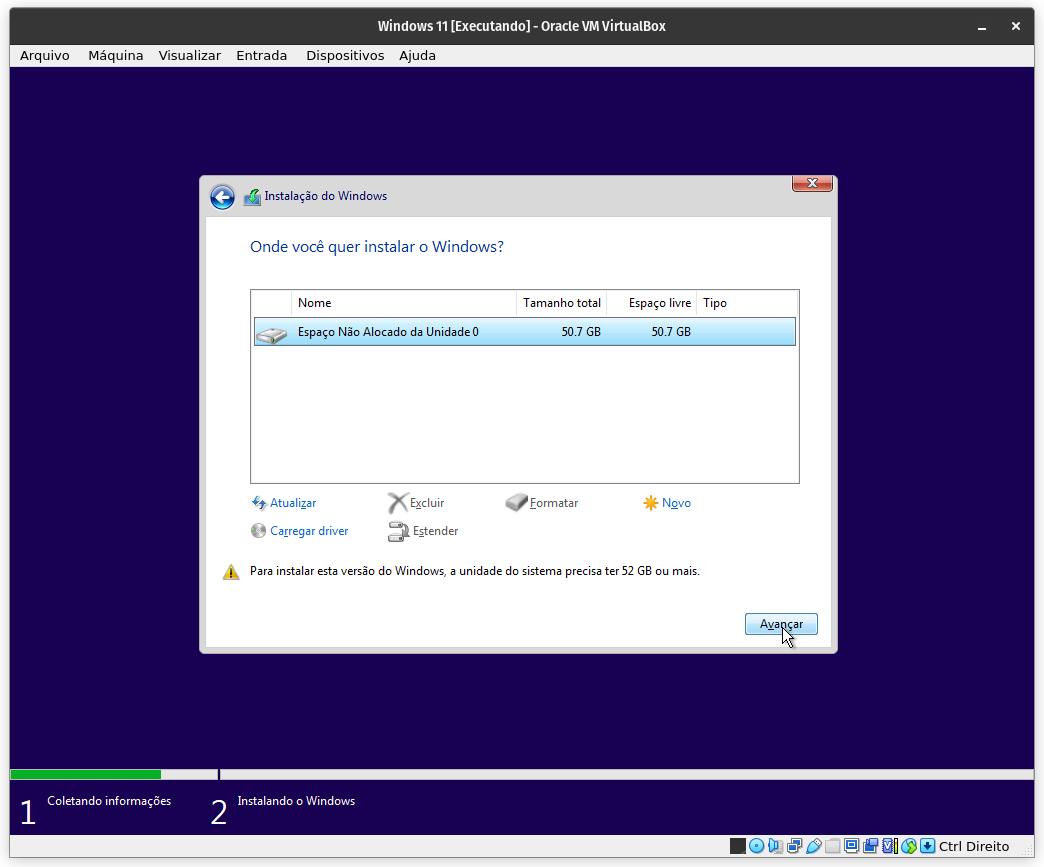 Windows 11 [Executando] - Oracle VM VirtualBox
Arquivo Máquina Visualizar Entrada Dispositivos Ajuda
Instalação do Windows
Onde você quer instalar o Windows?
Nome Tamanho total Espaço livre Tipo
Espaço Não Alocado da Unidade 0 50.7 GB 50.7 GB
Atualizar Excluir Formatar Novo
Carregar driver Estender
Para instalar esta versão do Windows, a unidade do sistema precisa ter 52 GB ou mais.
Avançar
1 Coletando informações 2 Instalando o Windows
Ctrl Direito